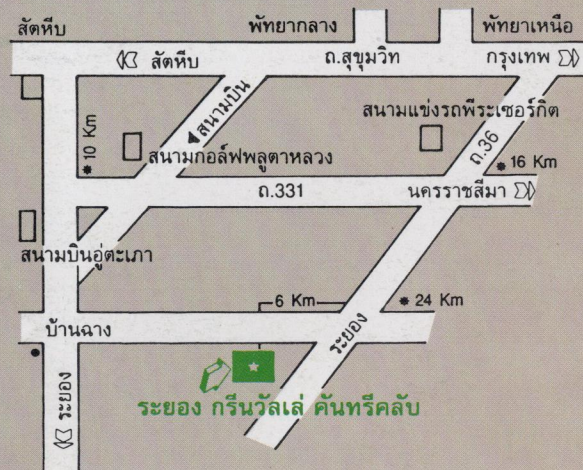 สัตหีบ
พัทยากลาง
พัทยาเหนือ
สัตหีบ
ถ.สุขุมวิท
กรุงเทพ
10 Km
สนามบิน
สนามแข่งรถพีระเซอร์กิต
สนามกอล์ฟพลูตาหลวง
ถ.36
16 Km
ถ.331
นครราชสีมา
สนามบินอู่ตะเภา
6 Km
24 Km
บ้านฉาง
ระยอง
ระยอง
ระยอง กรีนวัลเล่ คันทรีคลับ